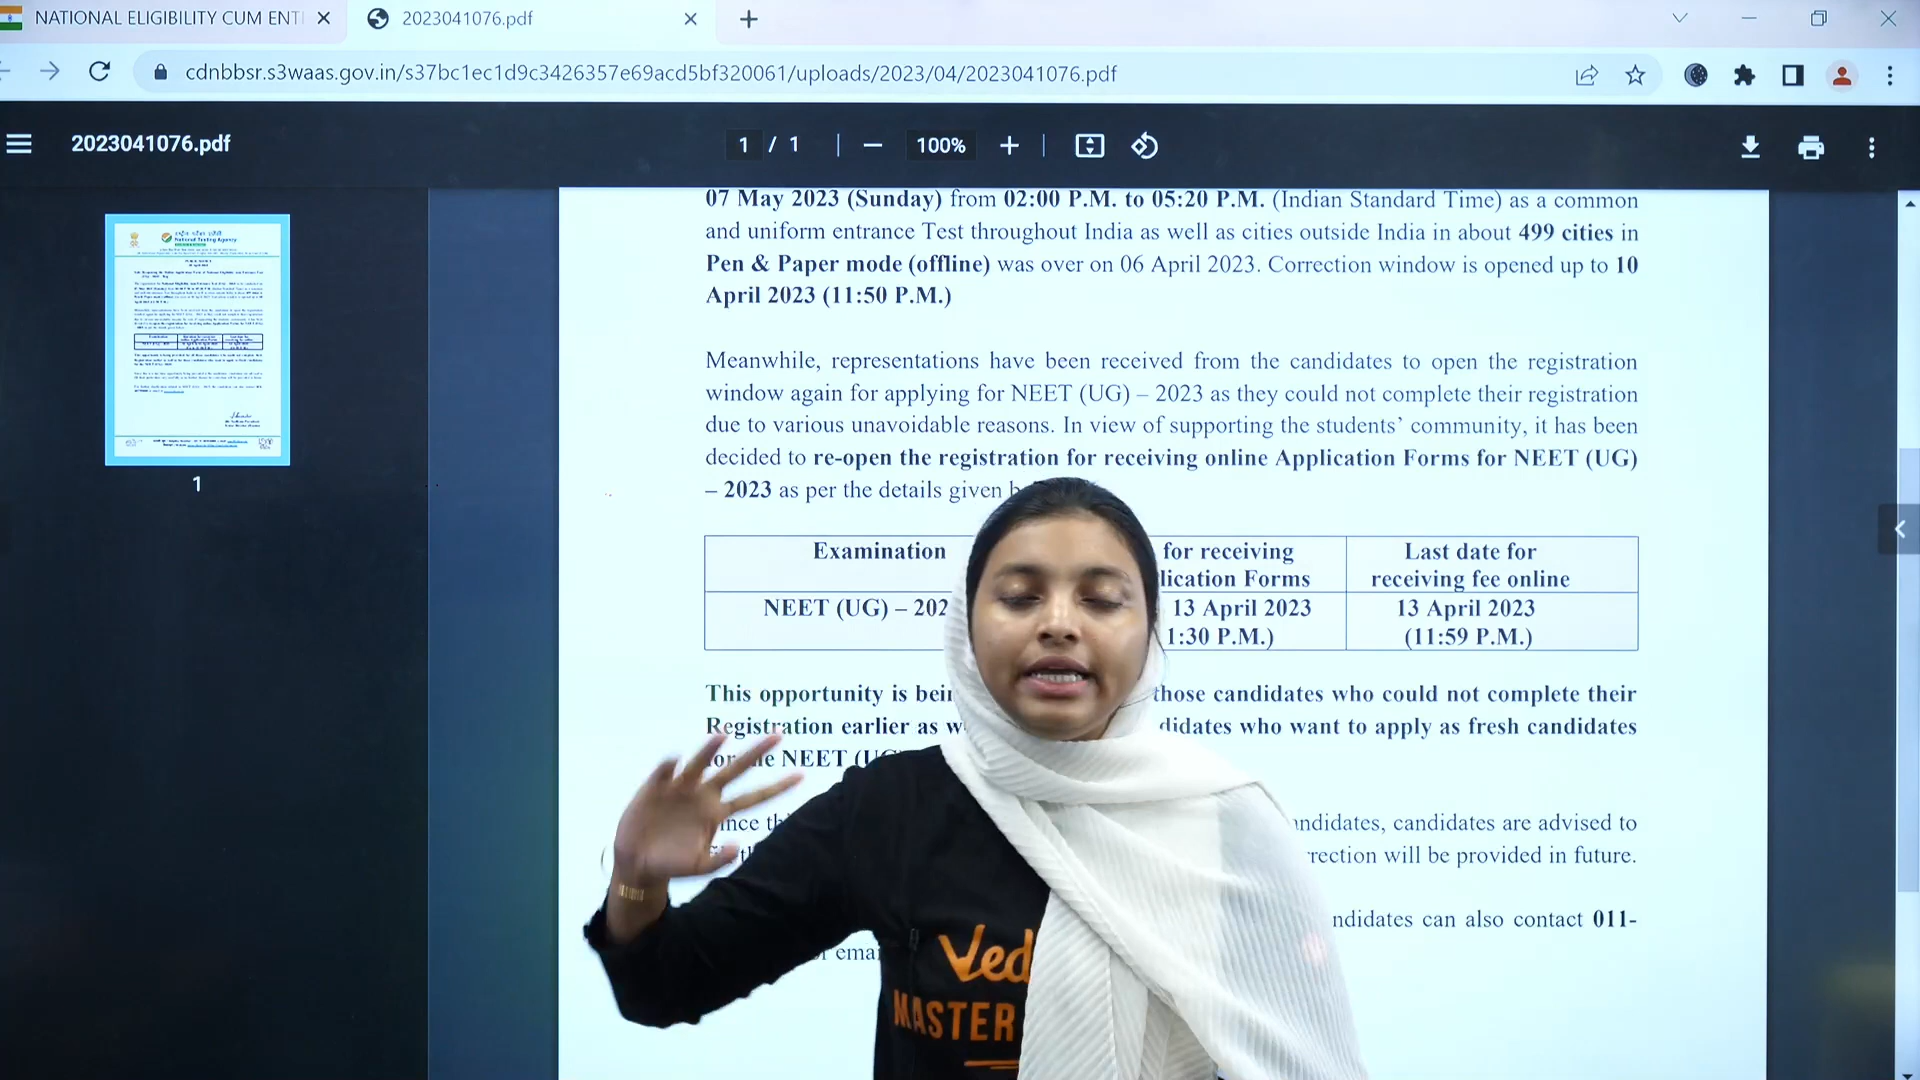 NATIONAL ELIGIBILITY CUM ENT
2023041076.pdf
cdnbbsr.s3waas.gov.in/s37bc1ec1d9c3426357e69acd5bf320061/uploads/2023/04/2023041076.pdf
2023041076.pdf
1 / 1
100%
National Testing Agency
1
07 May 2023 (Sunday) from 02:00 P.M. to 05:20 P.M. (Indian Standard Time) as a common
and uniform entrance Test throughout India as well as cities outside India in about 499 cities in
Pen & Paper mode (offline) was over on 06 April 2023. Correction window is opened up to 10
April 2023 (11:50 P.M.)
Meanwhile, representations have been received from the candidates to open the registration
window again for applying for NEET (UG) – 2023 as they could not complete their registration
due to various unavoidable reasons. In view of supporting the students’ community, it has been
decided to re-open the registration for receiving online Application Forms for NEET (UG)
– 2023 as per the details given
Examination
for receiving
lication Forms
Last date for
receiving fee online
NEET (UG) – 202
13 April 2023
1:30 P.M.)
13 April 2023
(11:59 P.M.)
This opportunity is bein
those candidates who could not complete their
Registration earlier as w
didates who want to apply as fresh candidates
the NEET
andidates, candidates are advised to
rrection will be provided in future.
ndidates can also contact 011-
emai
Ved
MASTER